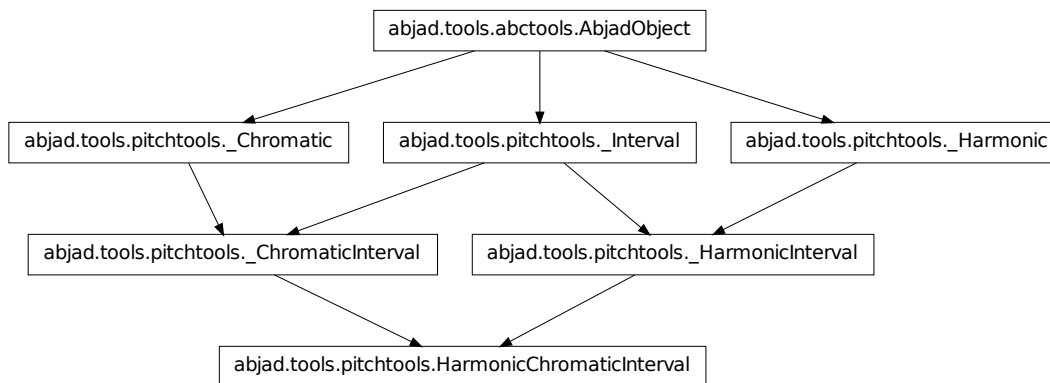 abjad.tools.abctools.AbjadObject
abjad.tools.pitchtools._Chromatic
abjad.tools.pitchtools._Interval
abjad.tools.pitchtools._Harmonic
abjad.tools.pitchtools._ChromaticInterval
abjad.tools.pitchtools._HarmonicInterval
abjad.tools.pitchtools.HarmonicChromaticInterval